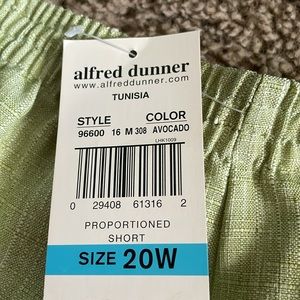 alfred dunner
www.alfreddunner.com
TUNISIA
STYLE COLOR
96600 16 M 308 AVOCADO
LHK1009
0 29408 61316 2
PROPORTIONED
SHORT
SIZE 20W